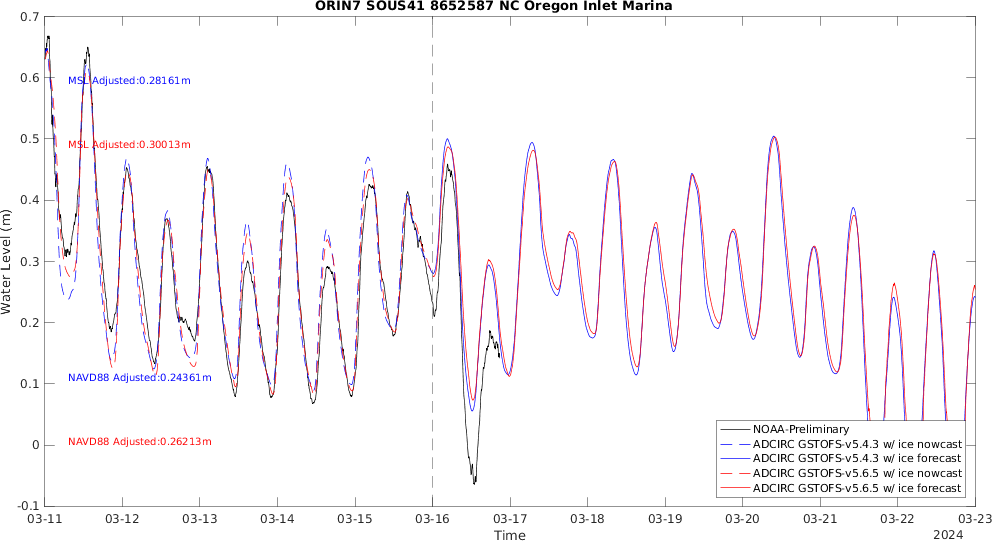 ORIN7 SOUS41 8652587 NC Oregon Inlet Marina
Water Level (m)
0.7
0.6
0.5
0.4
0.3
0.2
0.1
0
-0.1
MSL Adjusted:0.28161m
MSL Adjusted:0.30013m
NAVD88 Adjusted:0.24361m
NAVD88 Adjusted:0.26213m
NOAA-Preliminary
ADCIRC GSTOFS-v5.4.3 w/ ice nowcast
ADCIRC GSTOFS-v5.4.3 w/ ice forecast
ADCIRC GSTOFS-v5.6.5 w/ ice nowcast
ADCIRC GSTOFS-v5.6.5 w/ ice forecast
03-11 03-12 03-13 03-14 03-15 03-16 03-17 03-18 03-19 03-20 03-21 03-22 03-23
Time
2024